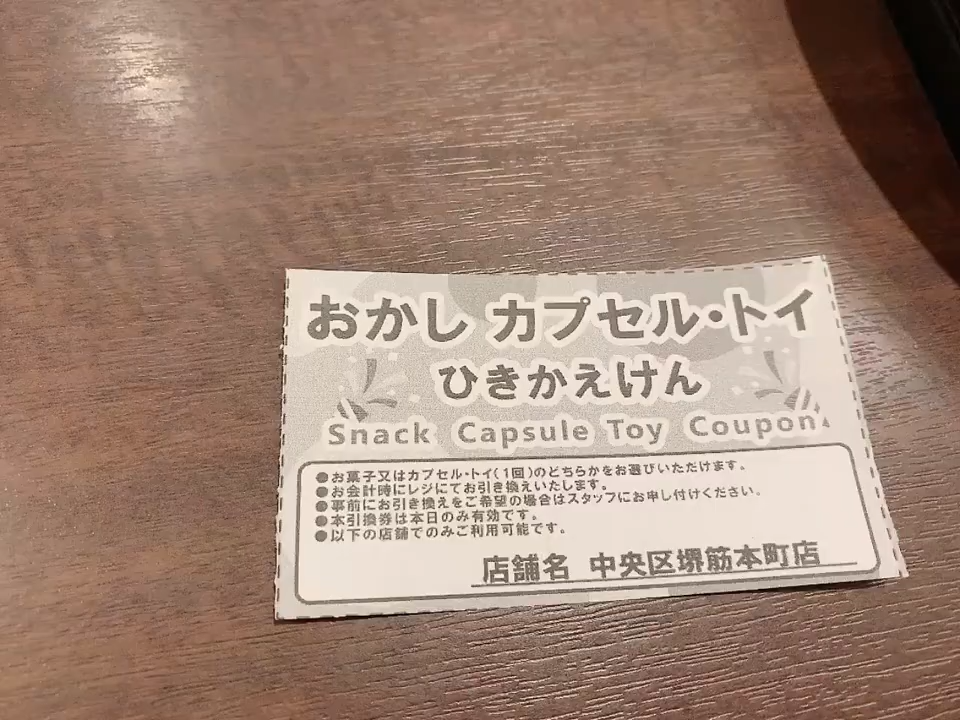 おかし カプセル・トイ
ひきかえけん
Snack Capsule Toy Coupon
●お菓子又はカプセル・トイ(1回)のどちらかをお選びいただけます。
●お会計時にレジにてお引き換えいたします。
●事前にお引き換えをご希望の場合はスタッフにお申し付けください。
●本引換券は本日のみ有効です。
●以下の店舗でのみご利用可能です。
店舗名 中央区堺筋本町店